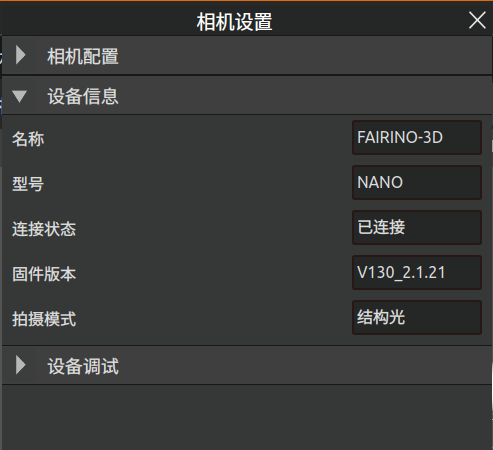 相机设置
相机配置
设备信息
名称 FAIRINO-3D
型号 NANO
连接状态 已连接
固件版本 V130_2.1.21
拍摄模式 结构光
设备调试